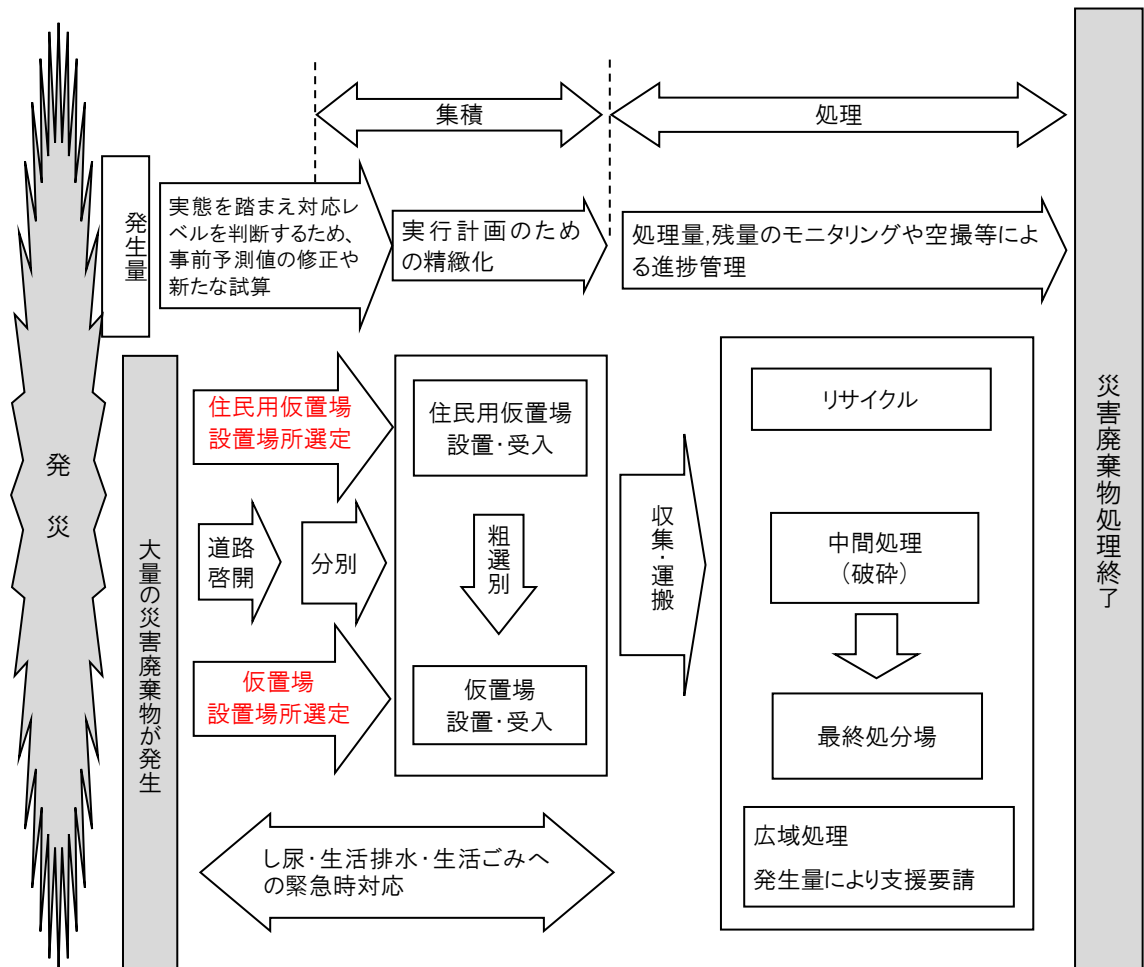 集積
処理
発生量
実態を踏まえ対応レ
ベルを判断するため、
事前予測値の修正や
新たな試算
実行計画のため
の精緻化
処理量,残量のモニタリングや空撮等によ
る進捗管理
発災
大量の災害廃棄物が発生
住民用仮置場
設置場所選定
道路
啓開
分別
仮置場
設置場所選定
住民用仮置場
設置・受入
粗選別
仮置場
設置・受入
収集・運搬
リサイクル
中間処理
（破砕）
最終処分場
広域処理
発生量により支援要請
し尿・生活排水・生活ごみへ
の緊急時対応
災害廃棄物処理終了